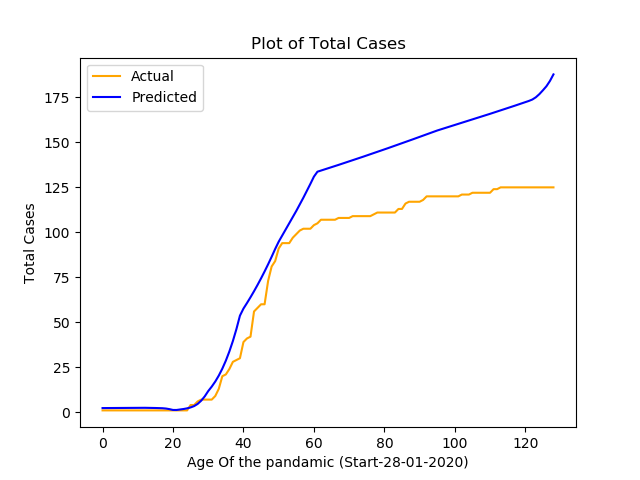 Plot of Total Cases
Actual
Predicted
175
150
125
100
75
50
25
0
Total Cases
0 20 40 60 80 100 120
Age Of the pandamic (Start-28-01-2020)